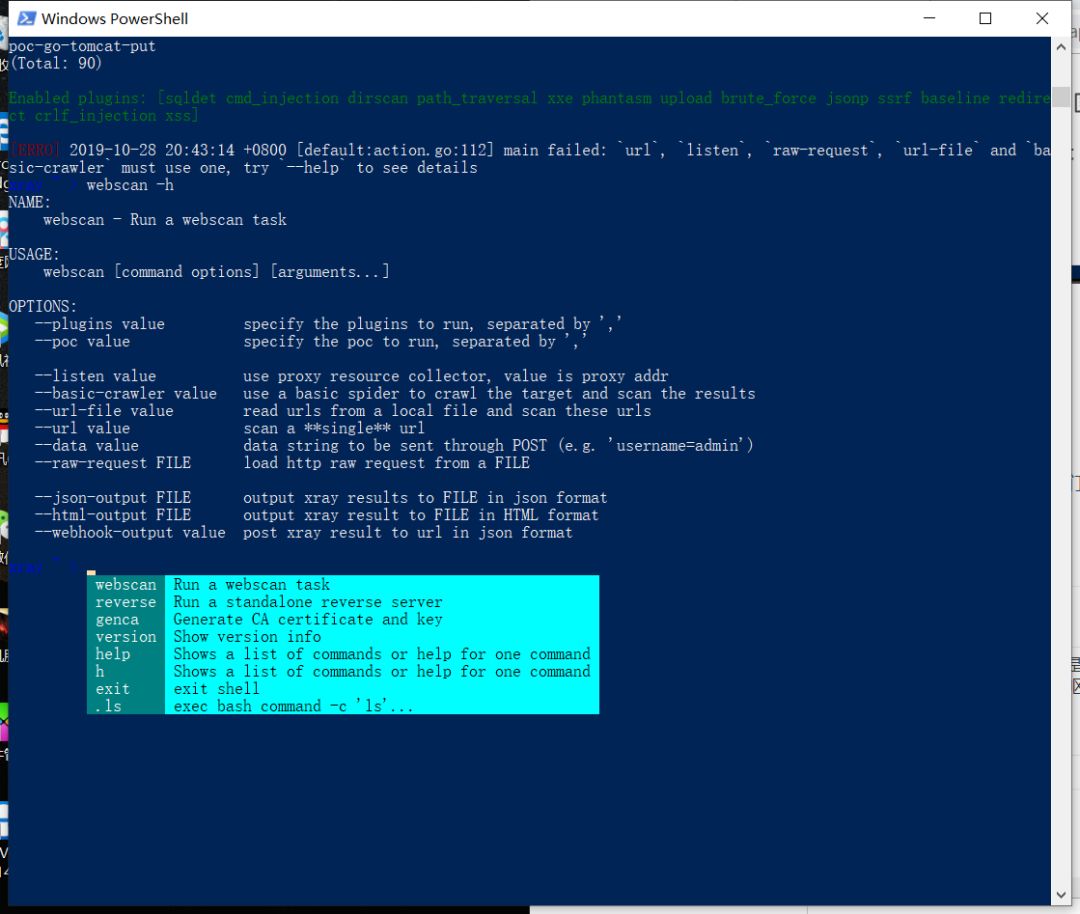 Windows PowerShell
poc-go-tomcat-put
(Total: 90)
Enabled plugins: [sqldet cmd_injection dirscan path_traversal xxe phantasm upload brute_force jsonp ssrf baseline redire
ct crlf_injection xss]
[ERRO] 2019-10-28 20:43:14 +0800 [default:action.go:112] main failed: `url`, `listen`, `raw-request`, `url-file` and `ba
sic-crawler` must use one, try `--help` to see details
webscan -h
NAME:
webscan - Run a webscan task
USAGE:
webscan [command options] [arguments...]
OPTIONS:
--plugins value specify the plugins to run, separated by ','
--poc value specify the poc to run, separated by ','
--listen value use proxy resource collector, value is proxy addr
--basic-crawler value use a basic spider to crawl the target and scan the results
--url-file value read urls from a local file and scan these urls
--url value scan a **single** url
--data value data string to be sent through POST (e.g. 'username=admin')
--raw-request FILE load http raw request from a FILE
--json-output FILE output xray results to FILE in json format
--html-output FILE output xray result to FILE in HTML format
--webhook-output value post xray result to url in json format
webscan Run a webscan task
reverse Run a standalone reverse server
genca Generate CA certificate and key
version Show version info
help Shows a list of commands or help for one command
h Shows a list of commands or help for one command
exit exit shell
.ls exec bash command -c 'ls'...